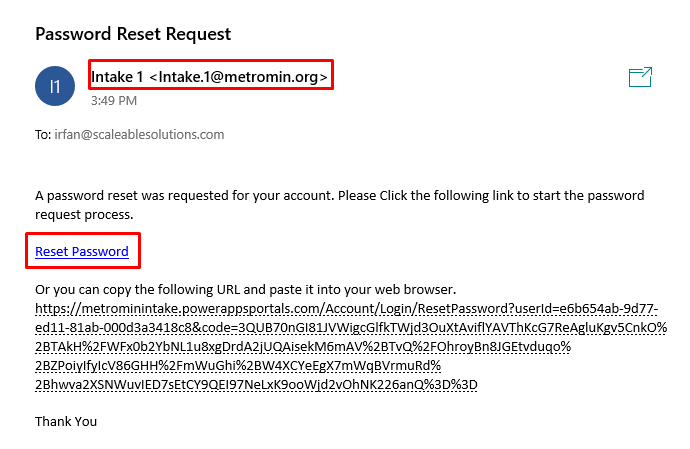 Password Reset Request
I1
Intake 1 <Intake.1@metromin.org>
3:49 PM
To: irfan@scaleablesolutions.com
A password reset was requested for your account. Please Click the following link to start the password
request process.
Reset Password
Or you can copy the following URL and paste it into your web browser.
https://metrominintake.powerappsportals.com/Account/Login/ResetPassword?userId=e6b654ab-9d77-
ed11-81ab-000d3a3418c8&code=3QUB70nGI81JVWigcGlfkTWjd3OuXtAviflYAVThKcG7ReAgluKgv5CnkO%
2BTAkH%2FWFx0b2YbNL1u8xgDrdA2jUQAisekM6mAV%2BTvQ%2FOhroyBn8JGEtvduqo%
2BZPoiyIfyIcV86GHH%2FmWuGhi%2BW4XCYeEgX7mWqBVrmuRd%
2Bhwva2XSNWuvIED7sEtCY9QEI97NeLxK9ooWjd2vOhNK226anQ%3D%3D
Thank You